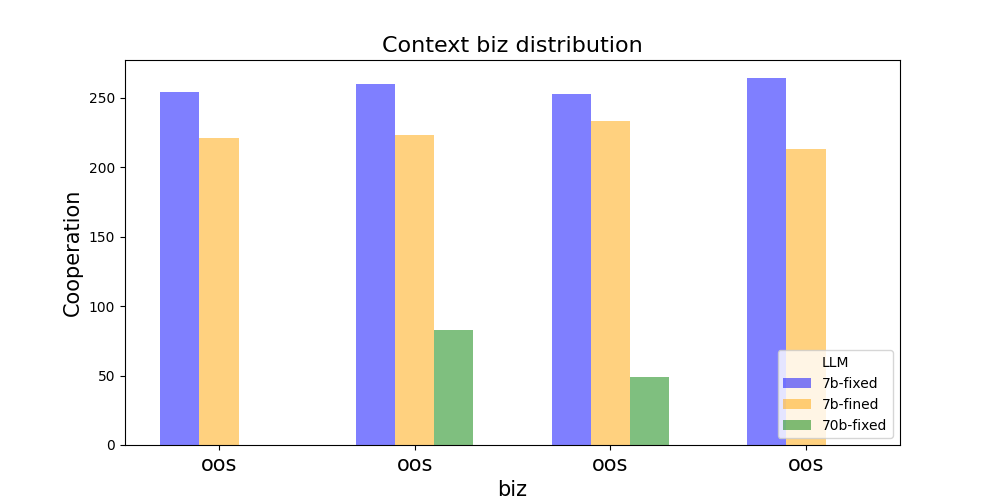 Context biz distribution
Cooperation
250
200
150
100
50
0
LLM
7b-fixed
7b-fined
70b-fixed
oos oos oos oos
biz